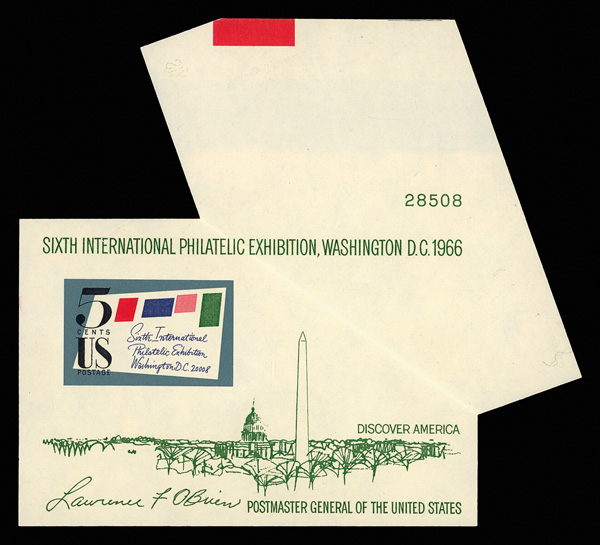 28508
SIXTH INTERNATIONAL PHILATELIC EXHIBITION, WASHINGTON D.C. 1966
5
CENTS
US
POSTAGE
Sixth International
Philatelic Exhibition
Washington D.C. 20008
DISCOVER AMERICA
Lawrence F O'Brien
POSTMASTER GENERAL OF THE UNITED STATES